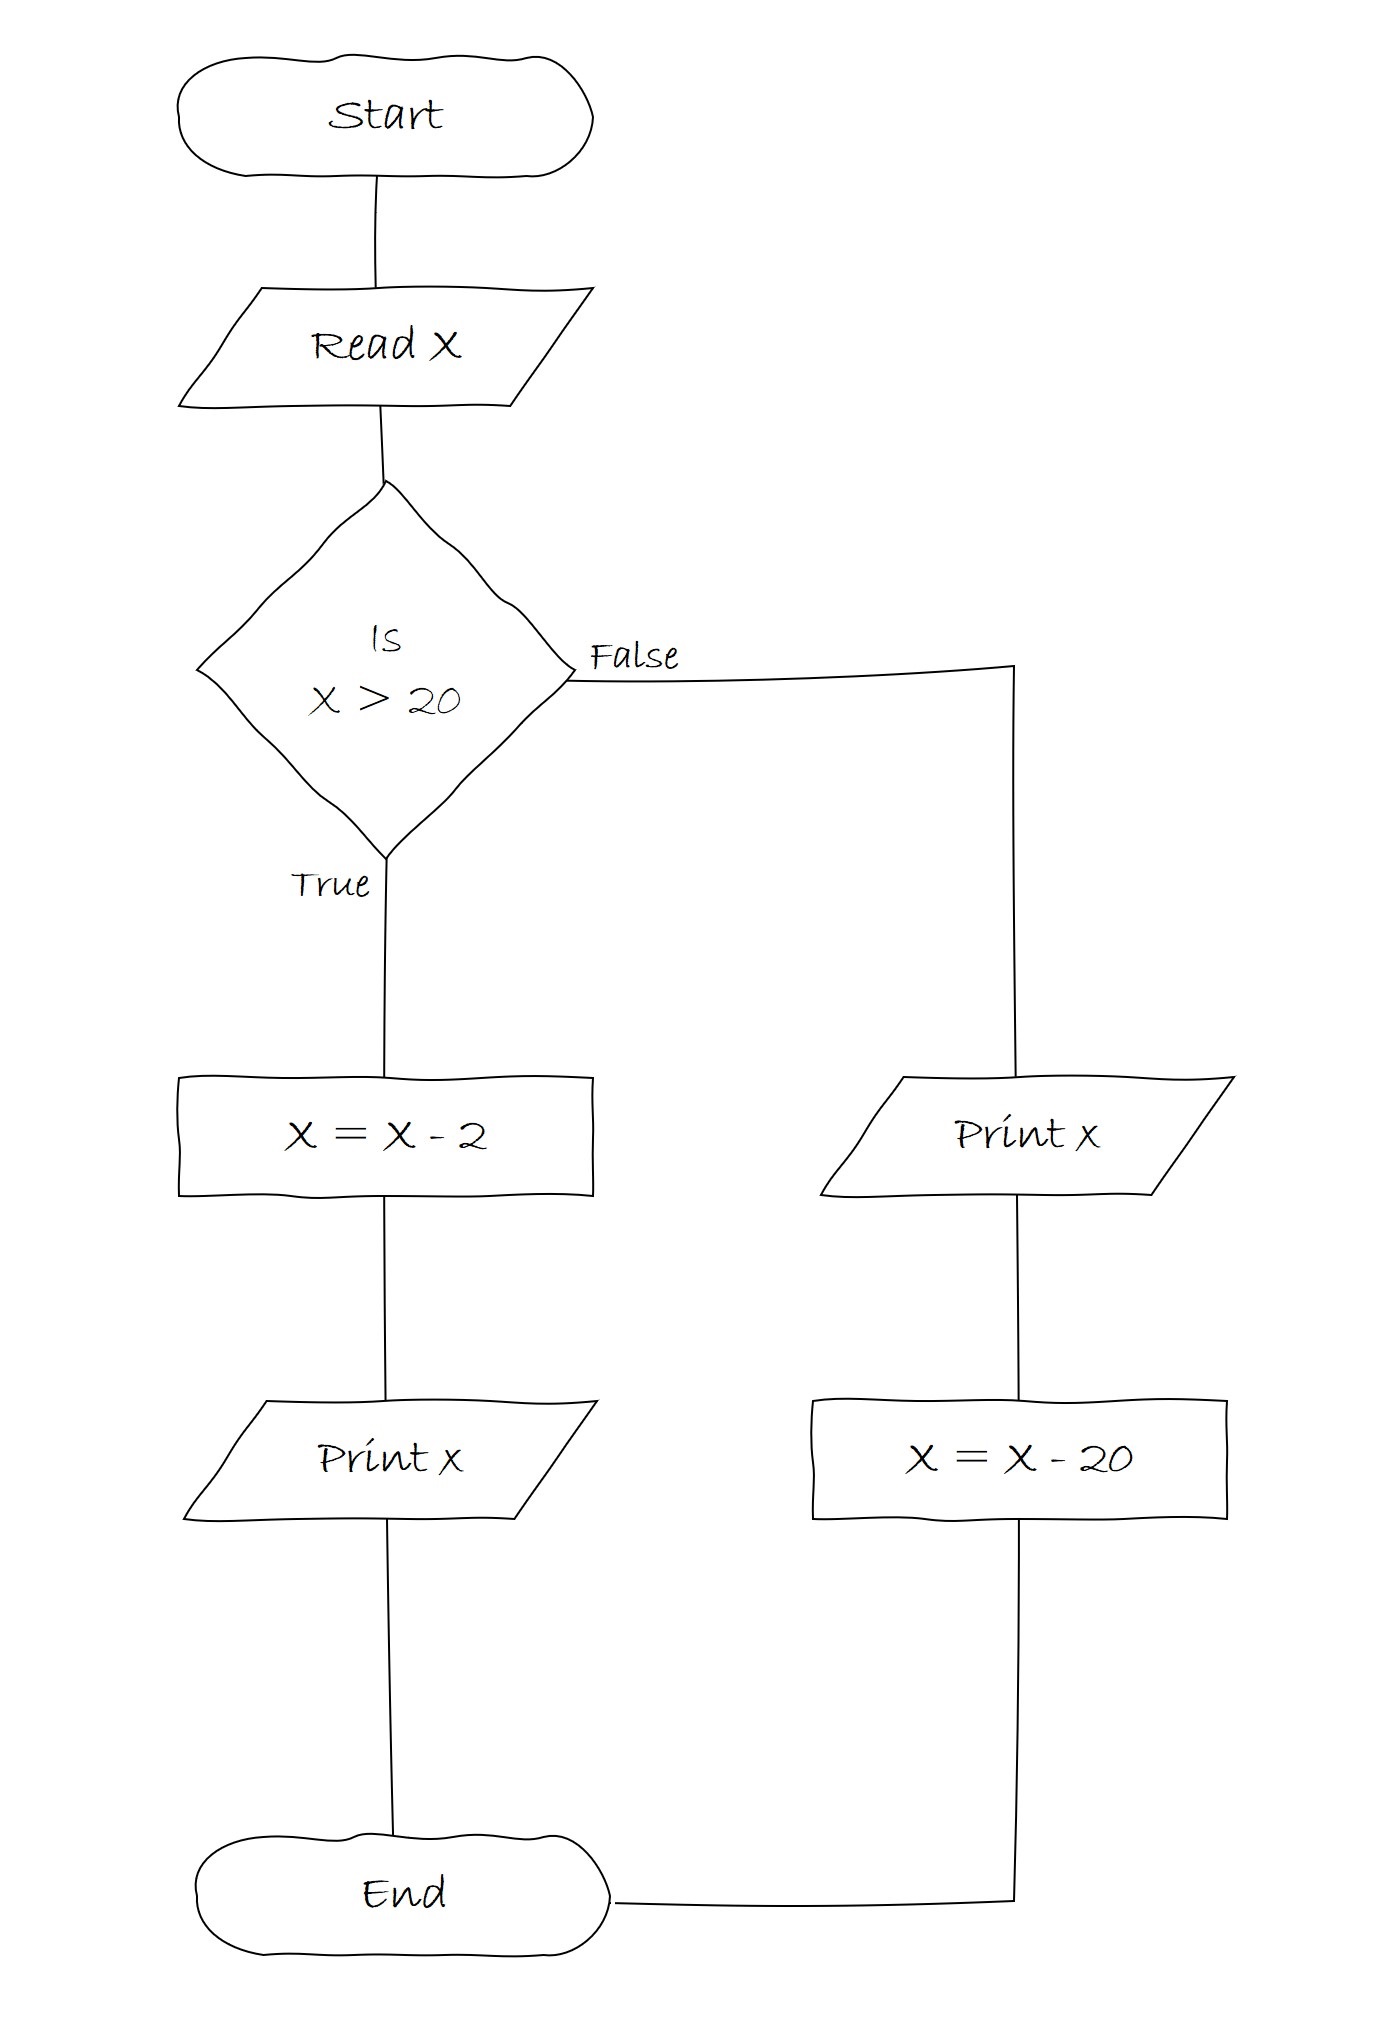 Start
Read X
Is
X > 20
False
True
X = X - 2
Print x
Print x
X = X - 20
End